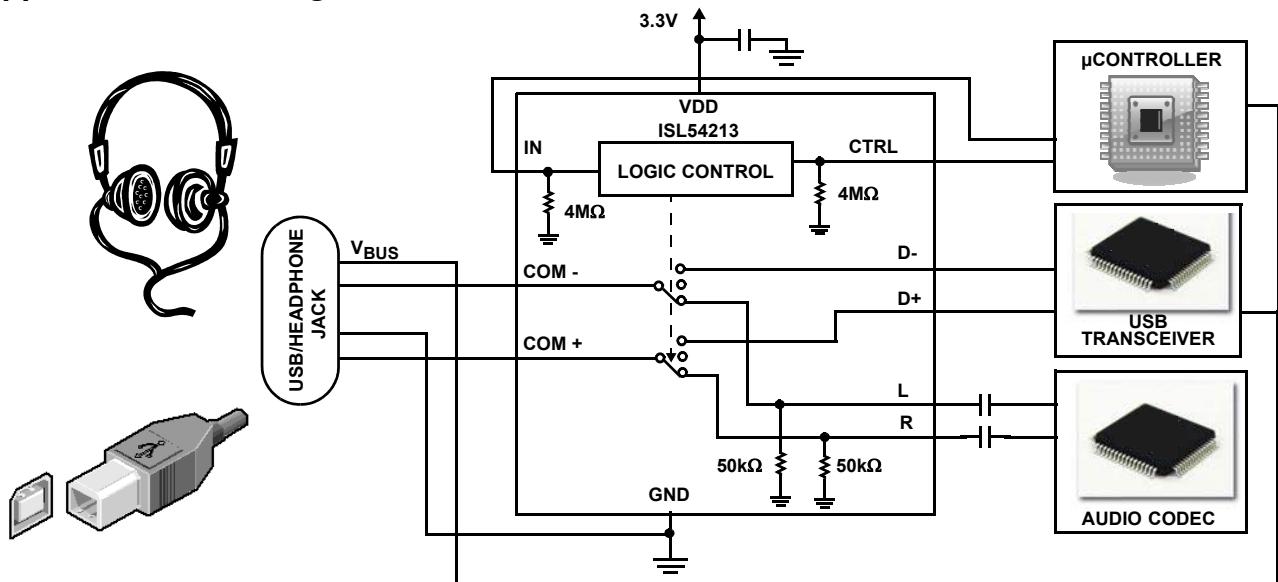 3.3V
µCONTROLLER
VDD
ISL54213
IN
LOGIC CONTROL
CTRL
4MΩ
4MΩ
USB/HEADPHONE
JACK
VBUS
COM -
D-
D+
COM +
USB
TRANSCEIVER
L
R
50kΩ
50kΩ
GND
AUDIO CODEC